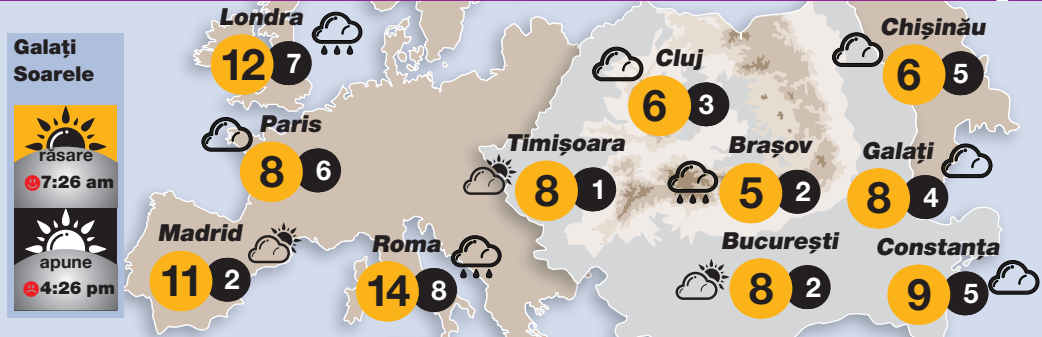 Galați
Soarele
răsare
7:26 am
apune
4:26 pm
Londra
12 7
Paris
8 6
Madrid
11 2
Roma
14 8
Timișoara
8 1
Cluj
6 3
Brașov
5 2
București
8 2
Chișinău
6 5
Galați
8 4
Constanța
9 5